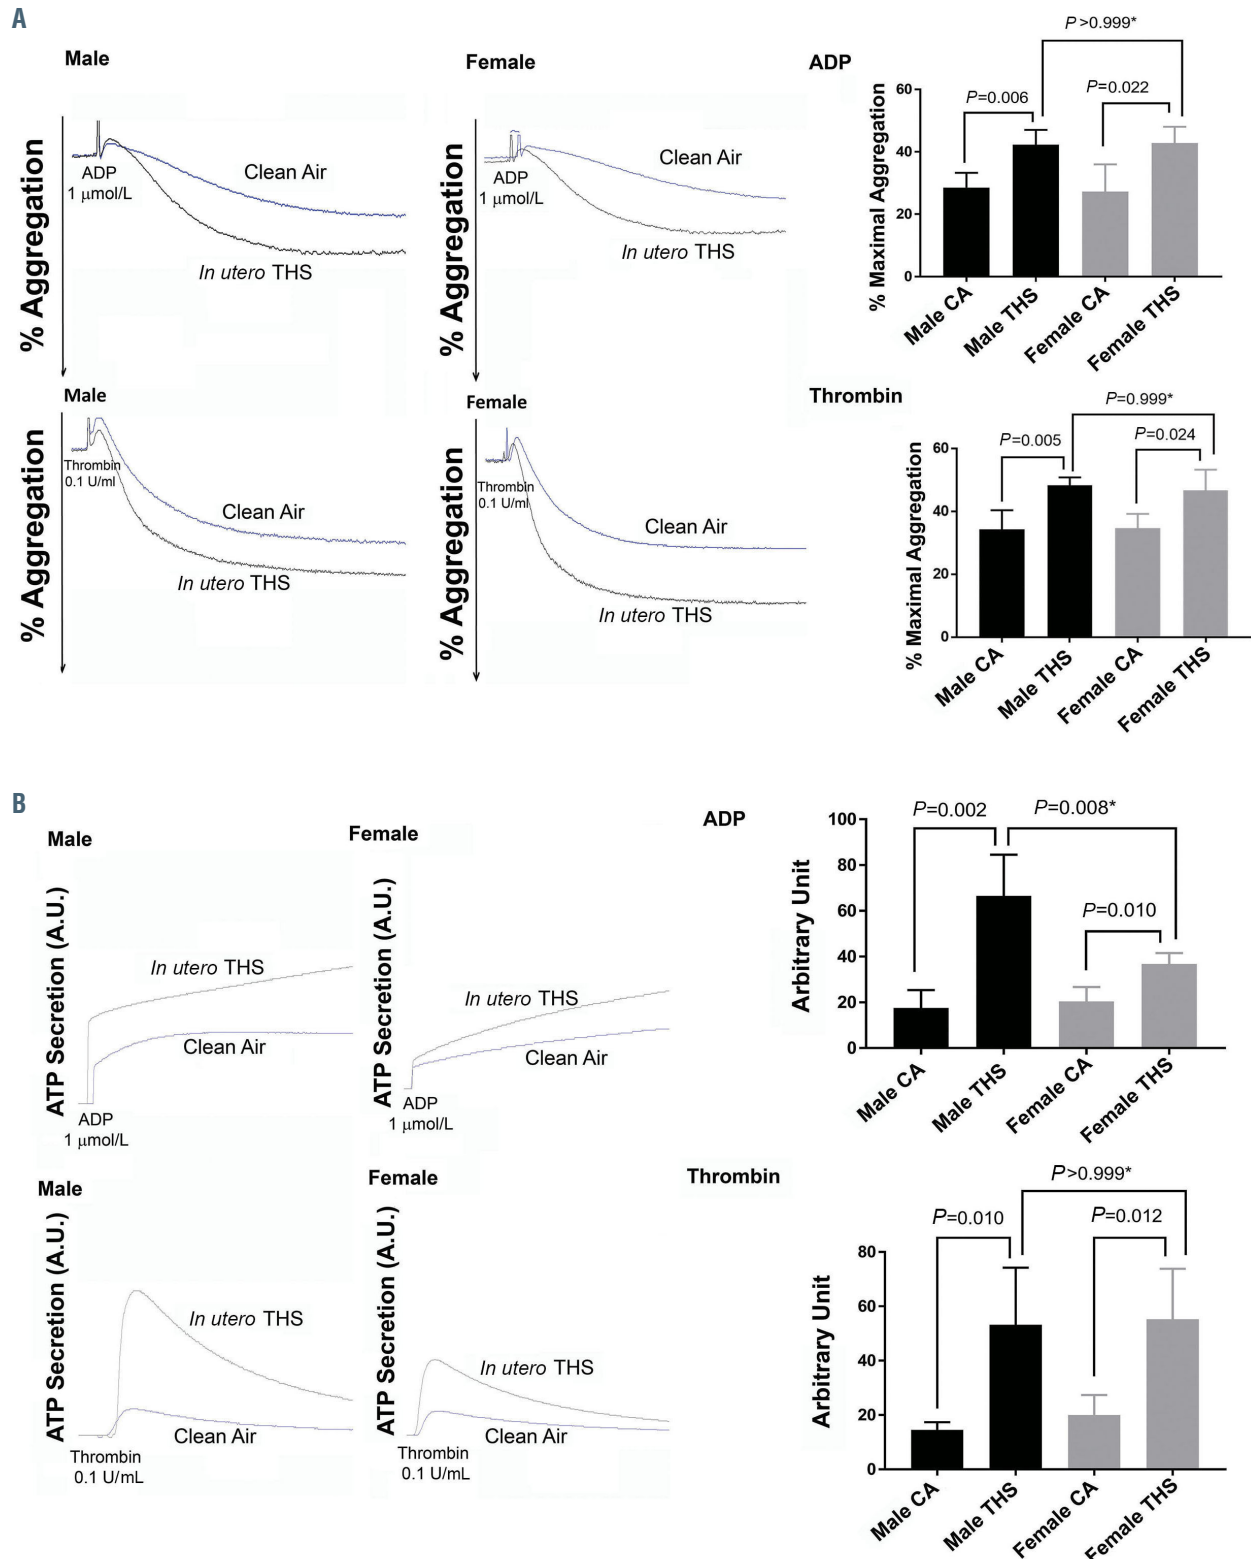 A
Male
% Aggregation
ADP
1 μmol/L
Clean Air
In utero THS
Female
% Aggregation
ADP
1 μmol/L
Clean Air
In utero THS
ADP
% Maximal Aggregation
60
40
20
0
P=0.006
P=0.022
P >0.999*
Male CA
Male THS
Female CA
Female THS
Male
% Aggregation
Thrombin
0.1 U/ml
Clean Air
In utero THS
Female
% Aggregation
Thrombin
0.1 U/ml
Clean Air
In utero THS
Thrombin
% Maximal Aggregation
60
40
20
0
P=0.005
P=0.024
P=0.999*
Male CA
Male THS
Female CA
Female THS
B
Male
ATP Secretion (A.U.)
In utero THS
Clean Air
ADP
1 μmol/L
Female
ATP Secretion (A.U.)
In utero THS
Clean Air
ADP
1 μmol/L
ADP
Arbitrary Unit
100
80
60
40
20
0
P=0.002
P=0.008*
P=0.010
Male CA
Male THS
Female CA
Female THS
Male
ATP Secretion (A.U.)
In utero THS
Clean Air
Thrombin
0.1 U/mL
Female
ATP Secretion (A.U.)
In utero THS
Clean Air
Thrombin
0.1 U/mL
Thrombin
Arbitrary Unit
80
60
40
20
0
P=0.010
P=0.012
P>0.999*
Male CA
Male THS
Female CA
Female THS